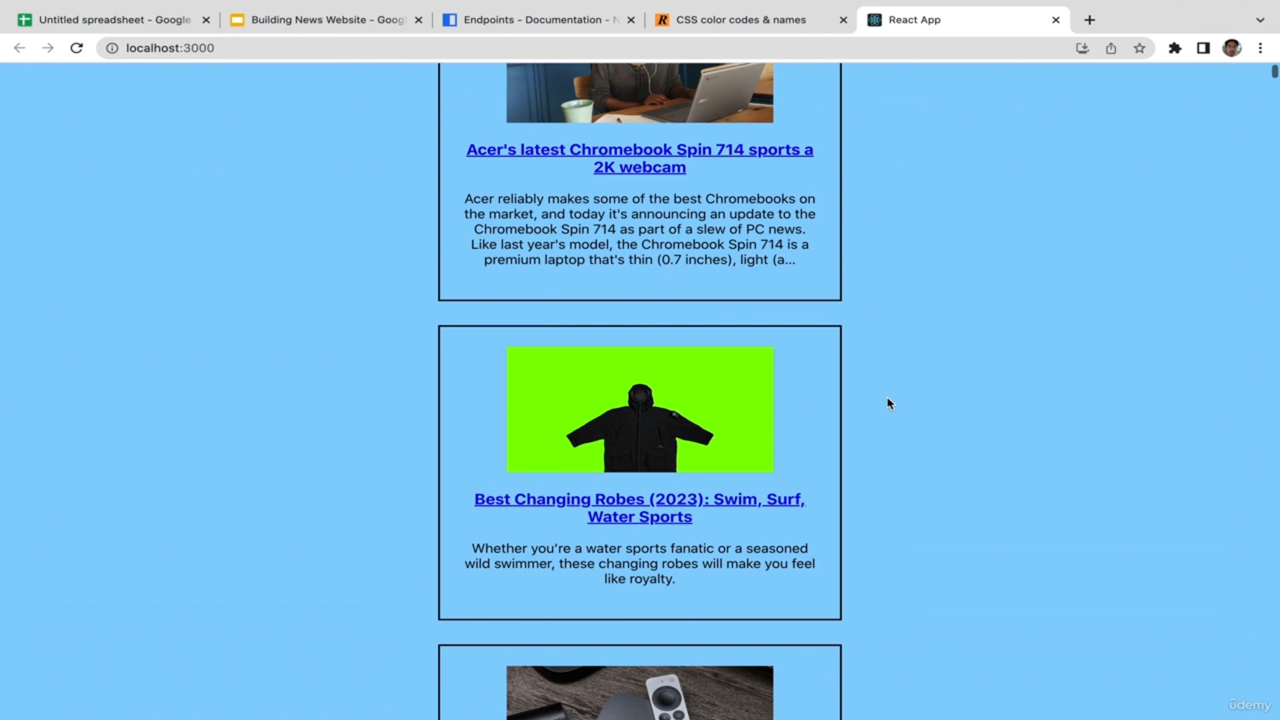 Untitled spreadsheet - Google
Building News Website - Goog
Endpoints - Documentation - N
CSS color codes & names
React App
localhost:3000
Acer's latest Chromebook Spin 714 sports a
2K webcam
Acer reliably makes some of the best Chromebooks on
the market, and today it's announcing an update to the
Chromebook Spin 714 as part of a slew of PC news.
Like last year's model, the Chromebook Spin 714 is a
premium laptop that's thin (0.7 inches), light (a...
Best Changing Robes (2023): Swim, Surf,
Water Sports
Whether you’re a water sports fanatic or a seasoned
wild swimmer, these changing robes will make you feel
like royalty.
ûdemy